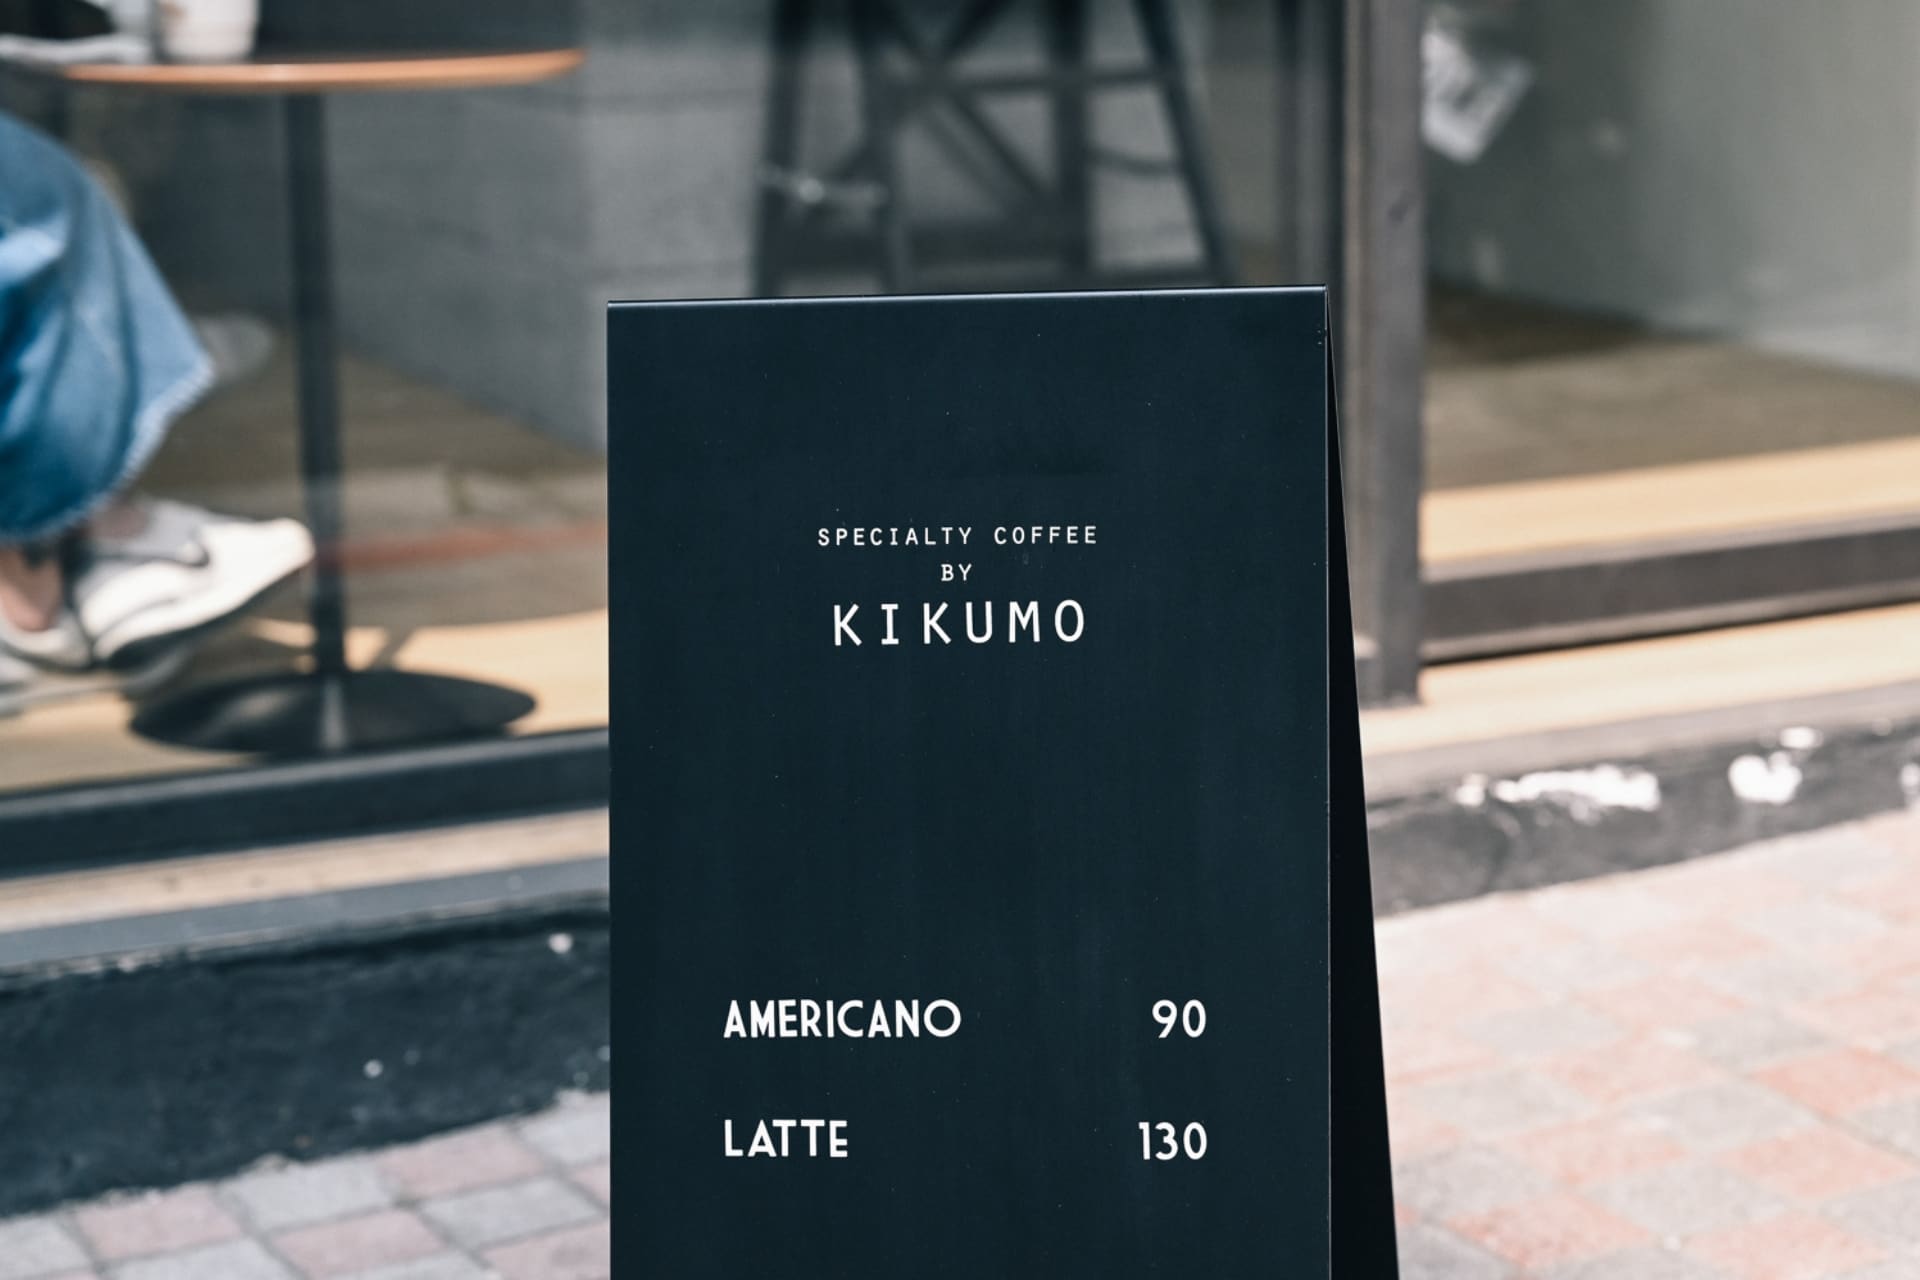 SPECIALTY COFFEE
BY
KIKUMO
AMERICANO 90
LATTE 130